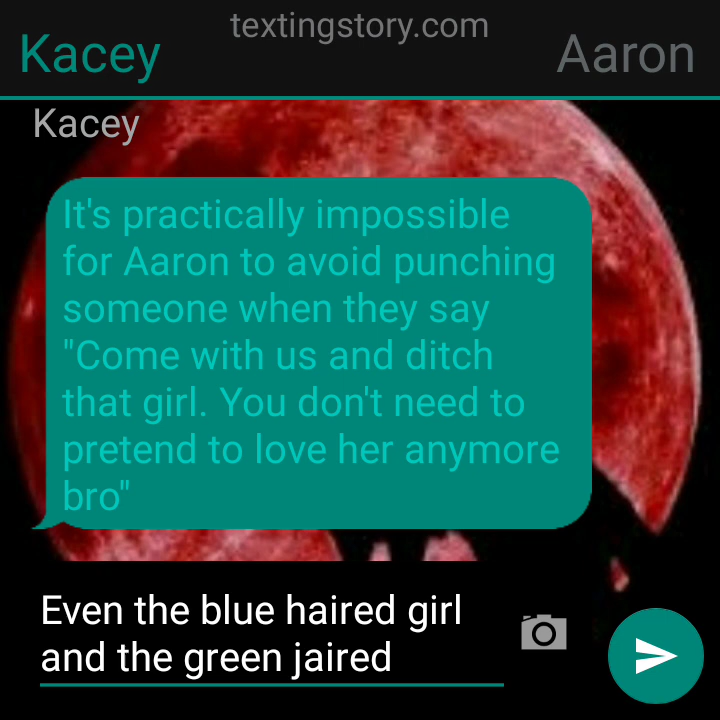 textingstory.com
Kacey
Aaron
Kacey
It's practically impossible
for Aaron to avoid punching
someone when they say
"Come with us and ditch
that girl. You don't need to
pretend to love her anymore
bro"
Even the blue haired girl
and the green jaired